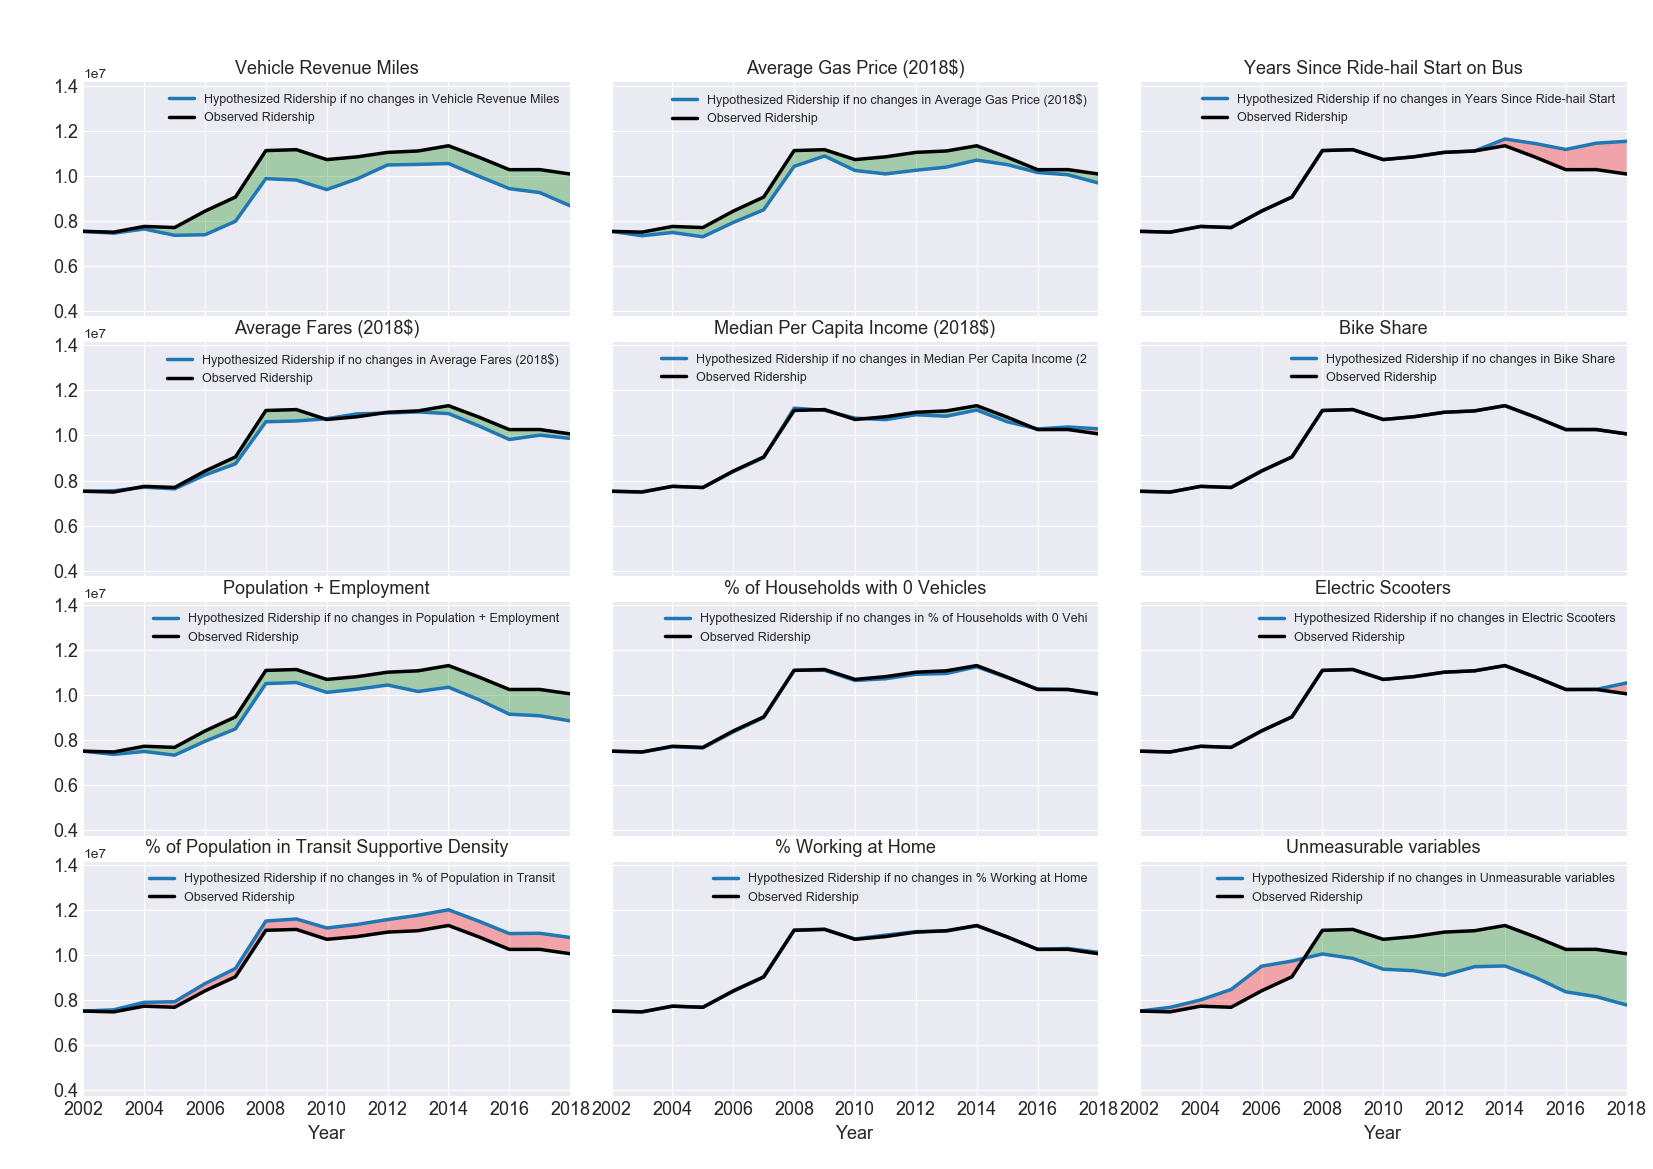 Vehicle Revenue Miles
1e7
1.4
1.2
1.0
0.8
0.6
0.4
Hypothesized Ridership if no changes in Vehicle Revenue Miles
Observed Ridership
Average Gas Price (2018$)
Hypothesized Ridership if no changes in Average Gas Price (2018$)
Observed Ridership
Years Since Ride-hail Start on Bus
Hypothesized Ridership if no changes in Years Since Ride-hail Start
Observed Ridership
Average Fares (2018$)
1e7
1.4
1.2
1.0
0.8
0.6
0.4
Hypothesized Ridership if no changes in Average Fares (2018$)
Observed Ridership
Median Per Capita Income (2018$)
Hypothesized Ridership if no changes in Median Per Capita Income (2
Observed Ridership
Bike Share
Hypothesized Ridership if no changes in Bike Share
Observed Ridership
Population + Employment
1e7
1.4
1.2
1.0
0.8
0.6
0.4
Hypothesized Ridership if no changes in Population + Employment
Observed Ridership
% of Households with 0 Vehicles
Hypothesized Ridership if no changes in % of Households with 0 Vehi
Observed Ridership
Electric Scooters
Hypothesized Ridership if no changes in Electric Scooters
Observed Ridership
% of Population in Transit Supportive Density
1e7
1.4
1.2
1.0
0.8
0.6
0.4
Hypothesized Ridership if no changes in % of Population in Transit
Observed Ridership
2002 2004 2006 2008 2010 2012 2014 2016 2018
Year
% Working at Home
Hypothesized Ridership if no changes in % Working at Home
Observed Ridership
2002 2004 2006 2008 2010 2012 2014 2016 2018
Year
Unmeasurable variables
Hypothesized Ridership if no changes in Unmeasurable variables
Observed Ridership
2002 2004 2006 2008 2010 2012 2014 2016 2018
Year